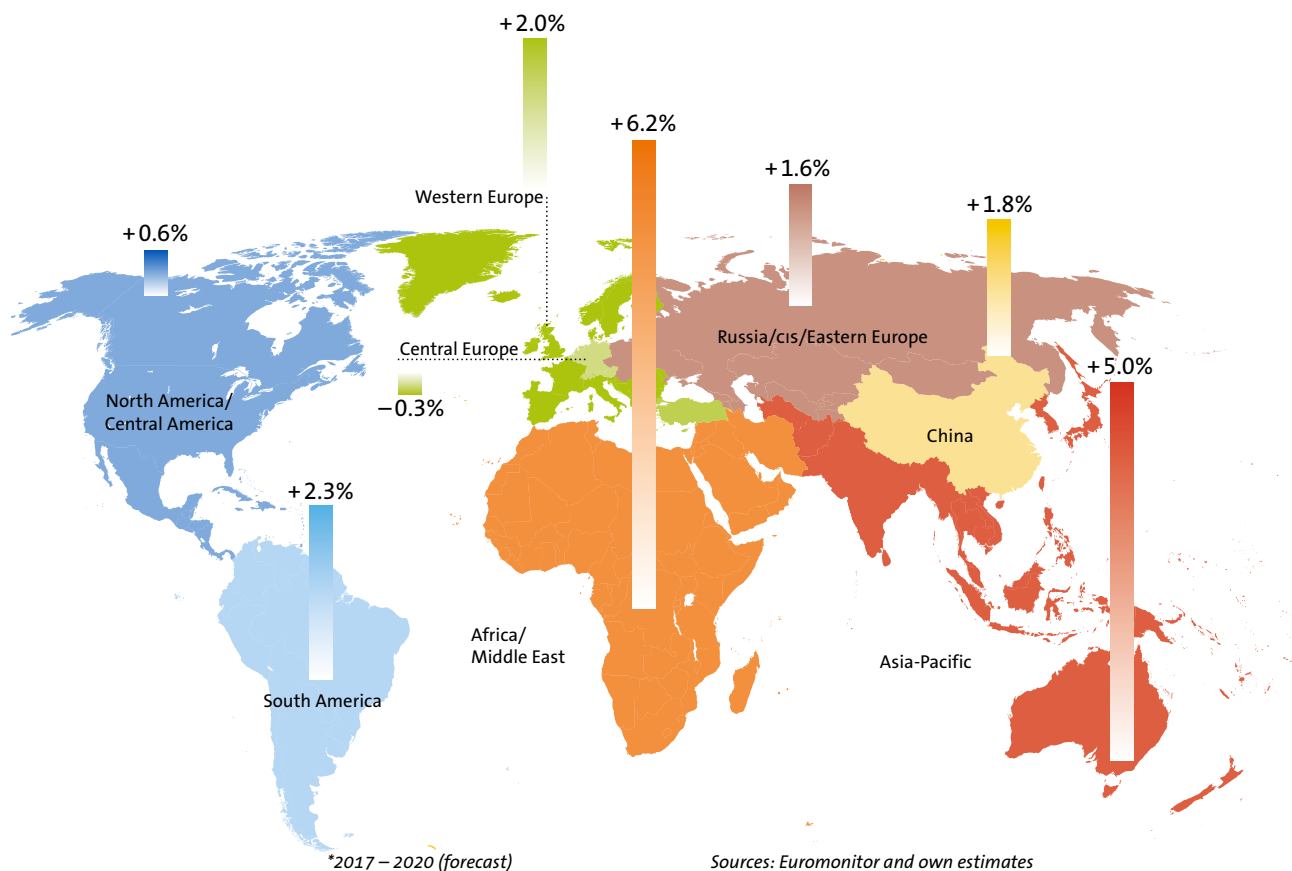 +2.0%
+6.2%
+1.6%
Western Europe
+1.8%
+0.6%
Russia/CIS/Eastern Europe
Central Europe
+5.0%
−0.3%
North America/
Central America
China
+2.3%
Africa/
Middle East
Asia-Pacific
South America
*2017 – 2020 (forecast)
Sources: Euromonitor and own estimates